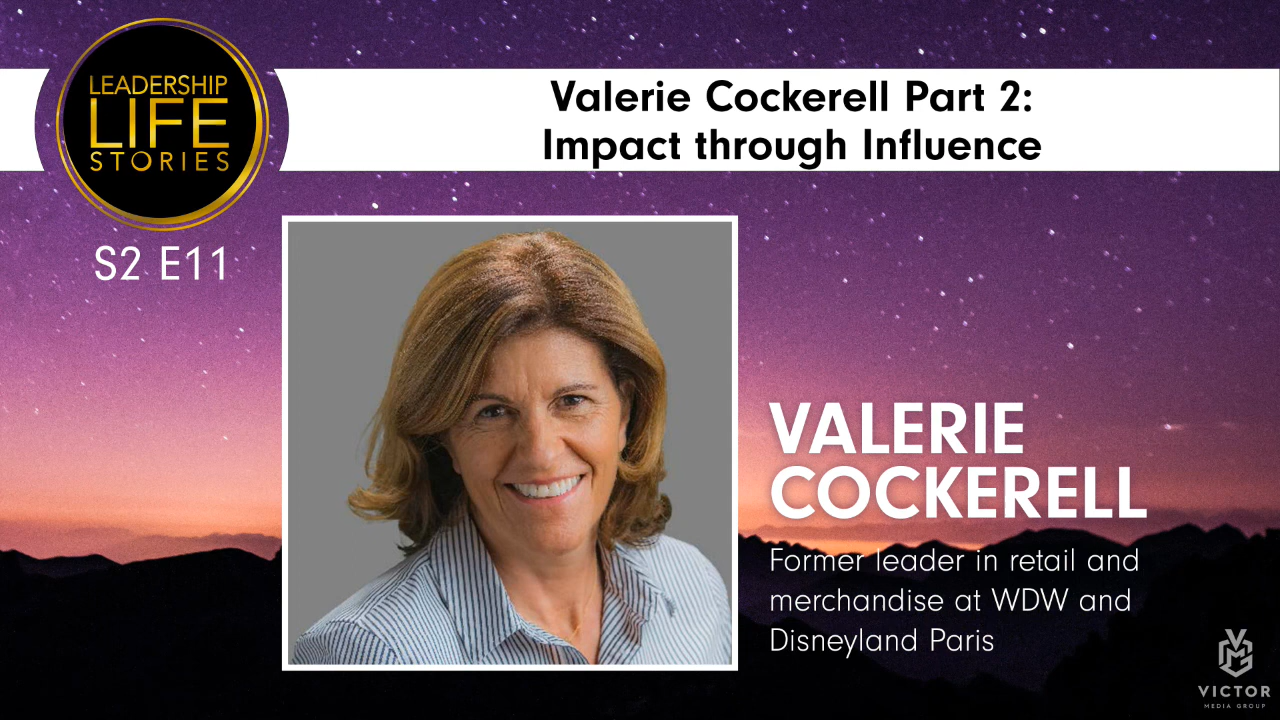 LEADERSHIP
LIFE
STORIES
S2 E11
Valerie Cockerell Part 2:
Impact through Influence
VALERIE
COCKERELL
Former leader in retail and
merchandise at WDW and
Disneyland Paris
VMG
VICTOR
MEDIA GROUP